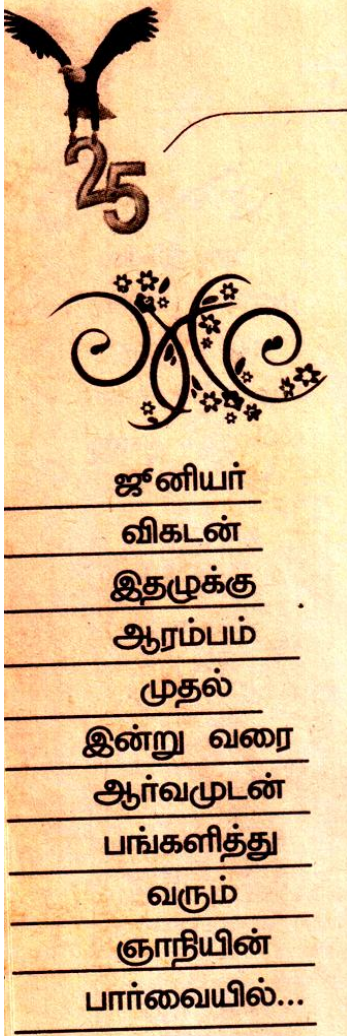 25
ஜூனியர்
விகடன்
இதழுக்கு
ஆரம்பம்
முதல்
இன்று வரை
ஆர்வமுடன்
பங்களித்து
வரும்
ஞாநியின்
பார்வையில்...